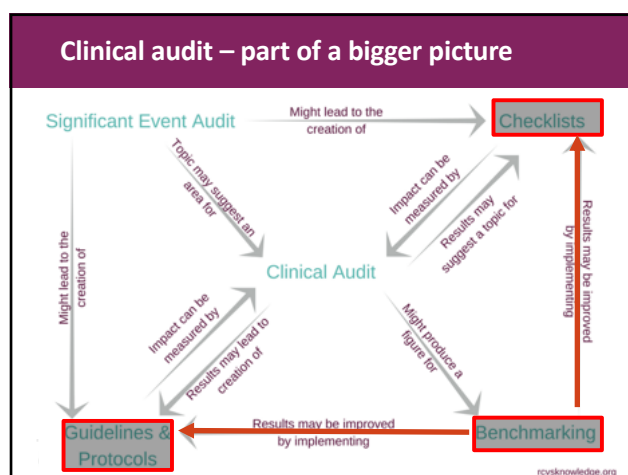 Clinical audit – part of a bigger picture
Significant Event Audit
Might lead to the
creation of
Checklists
Topic may suggest an
area for
Impact can be
measured by
Results may
suggest a topic for
Results may be improved
by implementing
Might lead to the
creation of
Clinical Audit
Impact can be
measured by
Results may lead to
creation of
Might produce a
figure for
Guidelines &
Protocols
Results may be improved
by implementing
Benchmarking
rcvsknowledge.org